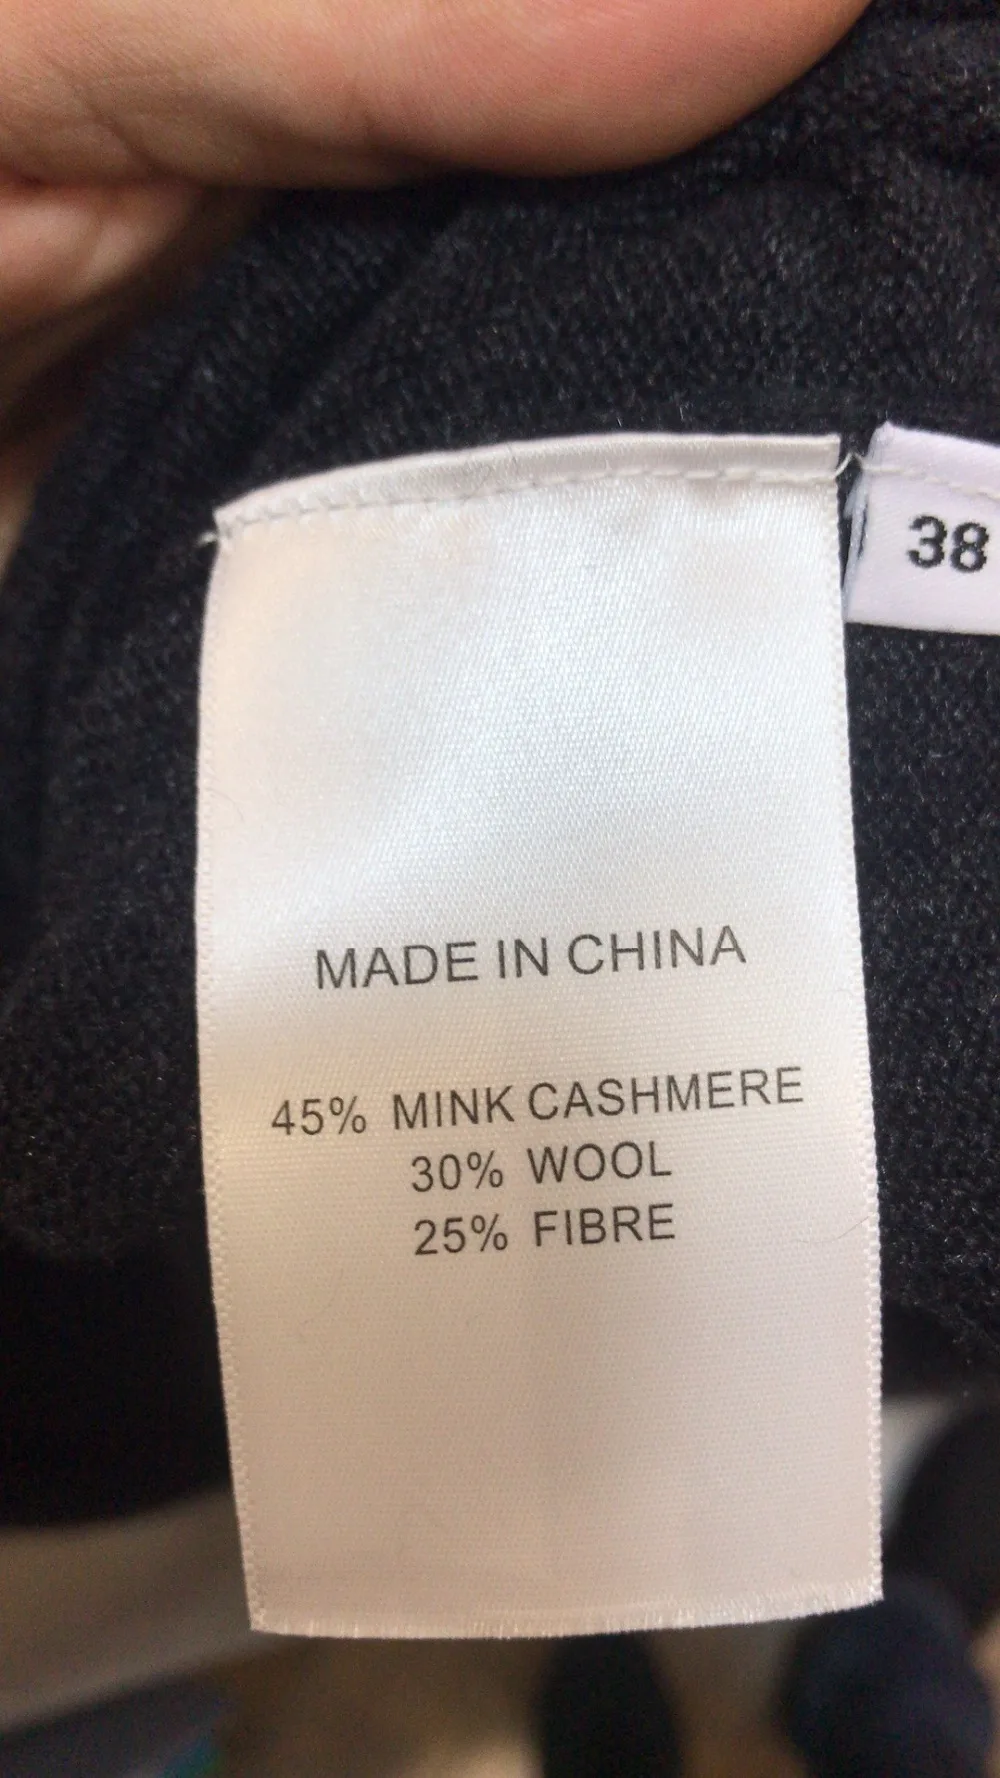 38
MADE IN CHINA
45% MINK CASHMERE
30% WOOL
25% FIBRE